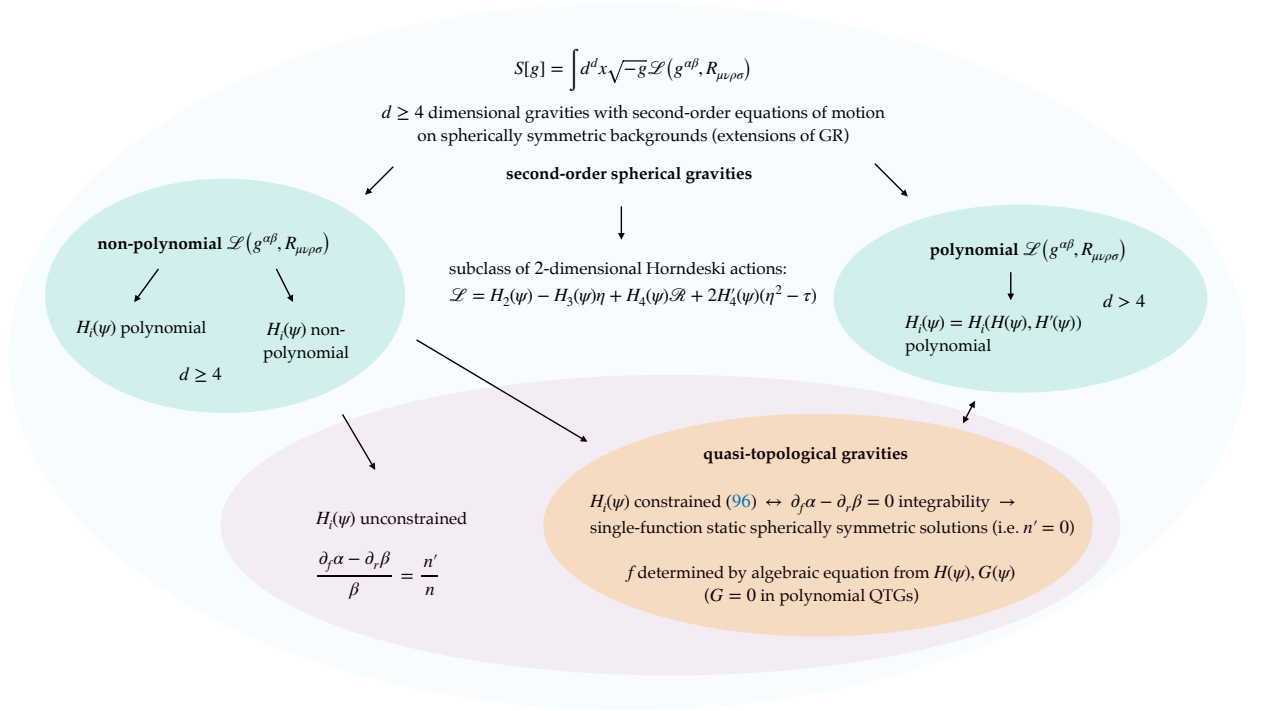 S[g] = ∫ d^d x √−g ℒ(g^{αβ}, R_{μνρσ})
d ≥ 4 dimensional gravities with second-order equations of motion
on spherically symmetric backgrounds (extensions of GR)
second-order spherical gravities
non-polynomial ℒ(g^{αβ}, R_{μνρσ})
H_i(ψ) polynomial
H_i(ψ) non-
polynomial
d ≥ 4
subclass of 2-dimensional Horndeski actions:
ℒ = H_2(ψ) − H_3(ψ)η + H_4(ψ)ℛ + 2H_4′(ψ)(η^2 − τ)
polynomial ℒ(g^{αβ}, R_{μνρσ})
d > 4
H_i(ψ) = H_i(H(ψ), H′(ψ))
polynomial
H_i(ψ) unconstrained
(∂_f α − ∂_r β)/β = n′/n
quasi-topological gravities
H_i(ψ) constrained (96) ↔ ∂_f α − ∂_r β = 0 integrability →
single-function static spherically symmetric solutions (i.e. n′ = 0)
f determined by algebraic equation from H(ψ), G(ψ)
(G = 0 in polynomial QTGs)